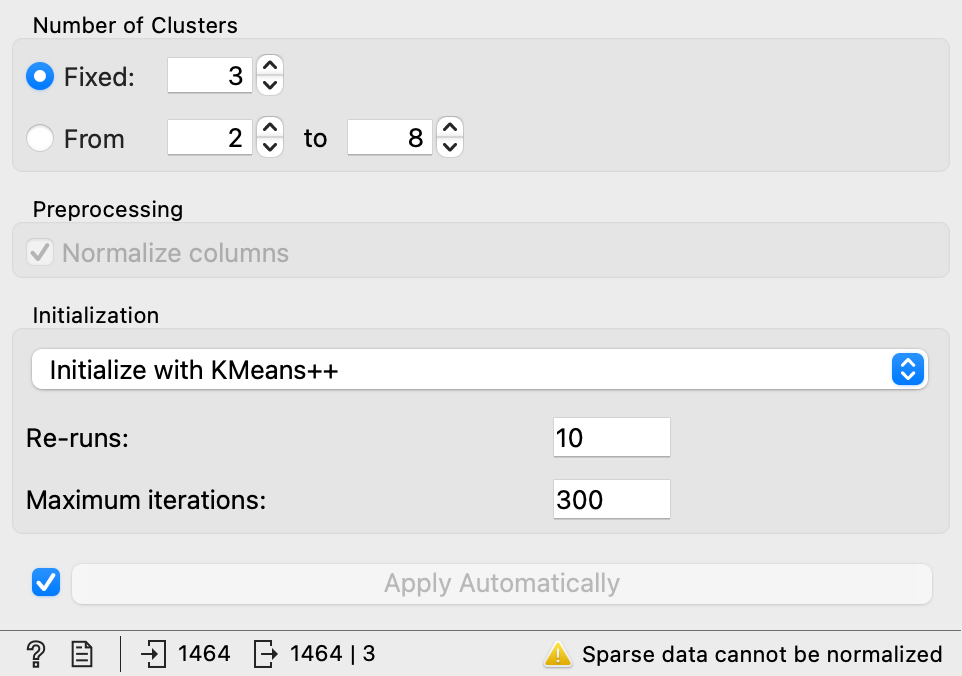 Number of Clusters
Fixed: 3
From 2 to 8
Preprocessing
Normalize columns
Initialization
Initialize with KMeans++
Re-runs: 10
Maximum iterations: 300
Apply Automatically
? 1464 1464 | 3 Sparse data cannot be normalized